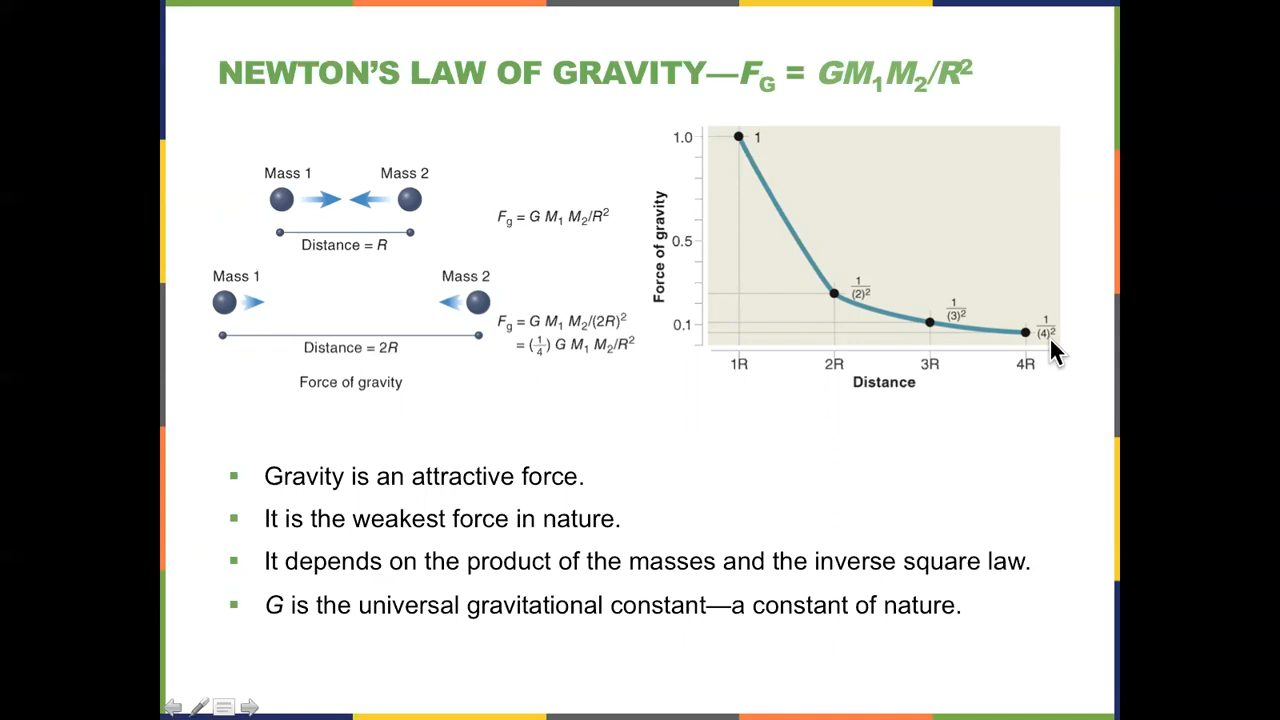 NEWTON'S LAW OF GRAVITY—F_G = GM₁M₂/R²
Mass 1 Mass 2
Distance = R
F_g = G M₁ M₂/R²
Mass 1 Mass 2
Distance = 2R
F_g = G M₁ M₂/(2R)²
= (1/4) G M₁ M₂/R²
Force of gravity
Force of gravity
1.0
0.5
0.1
1
1/(2)²
1/(3)²
1/(4)²
1R 2R 3R 4R
Distance
▪ Gravity is an attractive force.
▪ It is the weakest force in nature.
▪ It depends on the product of the masses and the inverse square law.
▪ G is the universal gravitational constant—a constant of nature.